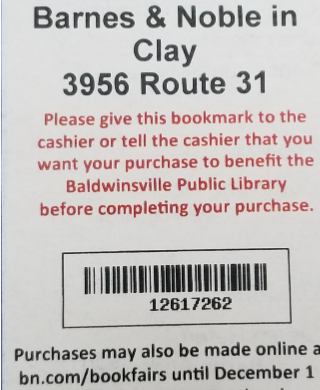 Barnes & Noble in
Clay
3956 Route 31
Please give this bookmark to the
cashier or tell the cashier that you
want your purchase to benefit the
Baldwinsville Public Library
before completing your purchase.
12617262
Purchases may also be made online a
bn.com/bookfairs until December 1